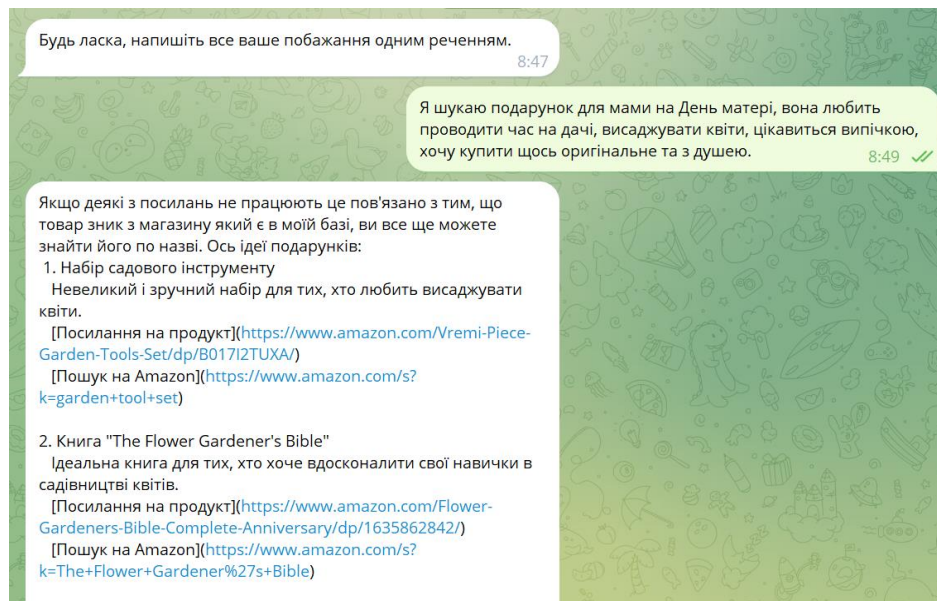 Будь ласка, напишіть все ваше побажання одним реченням.
8:47
Я шукаю подарунок для мами на День матері, вона любить
проводити час на дачі, висаджувати квіти, цікавиться випічкою,
хочу купити щось оригінальне та з душею.
8:49
Якщо деякі з посилань не працюють це пов'язано з тим, що
товар зник з магазину який є в моїй базі, ви все ще можете
знайти його по назві. Ось ідеї подарунків:
1. Набір садового інструменту
Невеликий і зручний набір для тих, хто любить висаджувати
квіти.
[Посилання на продукт](https://www.amazon.com/Vremi-Piece-
Garden-Tools-Set/dp/B017I2TUXA/)
[Пошук на Amazon](https://www.amazon.com/s?
k=garden+tool+set)
2. Книга "The Flower Gardener's Bible"
Ідеальна книга для тих, хто хоче вдосконалити свої навички в
садівництві квітів.
[Посилання на продукт](https://www.amazon.com/Flower-
Gardeners-Bible-Complete-Anniversary/dp/1635862842/)
[Пошук на Amazon](https://www.amazon.com/s?
k=The+Flower+Gardener%27s+Bible)